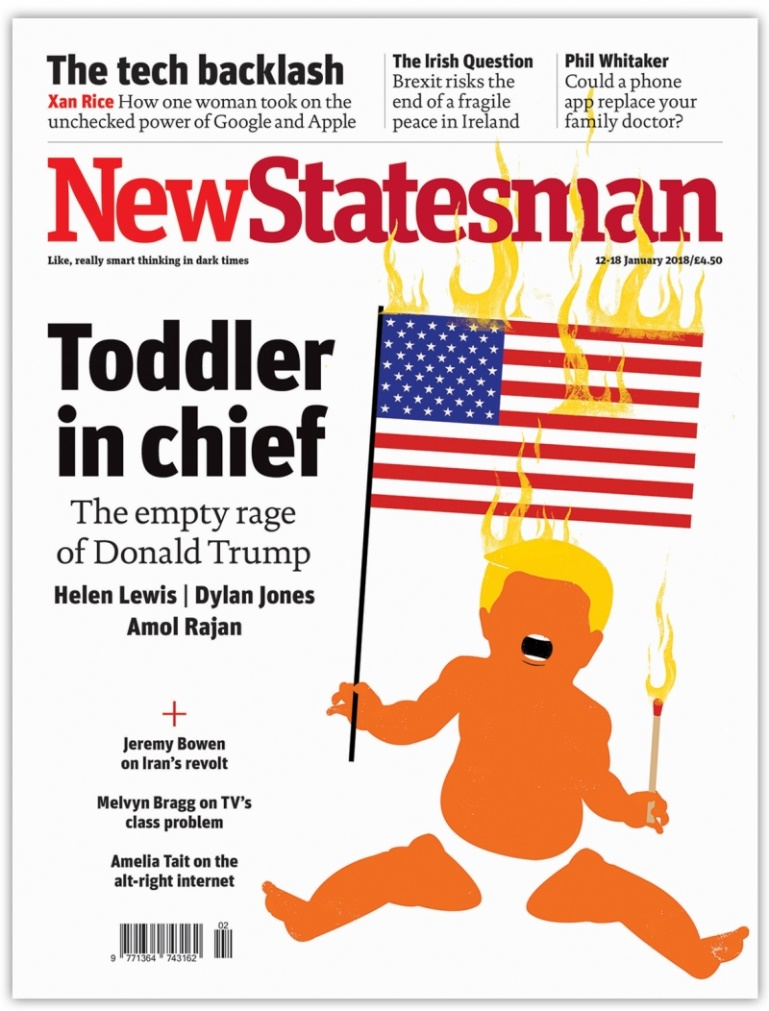 The tech backlash
Xan Rice How one woman took on the
unchecked power of Google and Apple
The Irish Question
Brexit risks the
end of a fragile
peace in Ireland
Phil Whitaker
Could a phone
app replace your
family doctor?
NewStatesman
Like, really smart thinking in dark times
12-18 January 2018/£4.50
Toddler
in chief
The empty rage
of Donald Trump
Helen Lewis | Dylan Jones
Amol Rajan
+
Jeremy Bowen
on Iran's revolt
Melvyn Bragg on TV's
class problem
Amelia Tait on the
alt-right internet
02
9 771364 743162